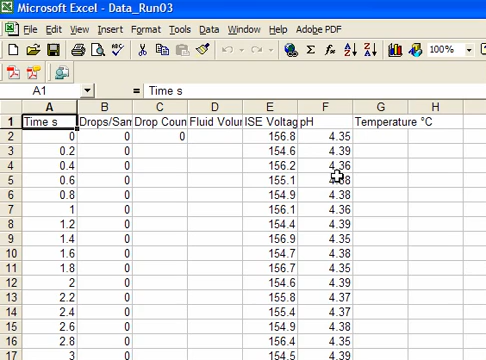 Microsoft Excel - Data_Run03
File Edit View Insert Format Tools Data Window Help Adobe PDF
100%
A1 = Time s
A B C D E F G H
1 Time s Drops/Sam Drop Coun Fluid Volum ISE Voltag pH Temperature °C
2 0 0 0 156.8 4.35
3 0.2 0 154.6 4.39
4 0.4 0 156.2 4.36
5 0.6 0 155.1
6 0.8 0 154.9 4.38
7 1 0 156.1 4.36
8 1.2 0 154.4 4.39
9 1.4 0 156.9 4.35
10 1.6 0 154.7 4.38
11 1.8 0 156.7 4.35
12 2 0 154.6 4.39
13 2.2 0 155.8 4.37
14 2.4 0 155.4 4.37
15 2.6 0 154.9 4.38
16 2.8 0 156.4 4.35
17 3 0 154.5 4.39